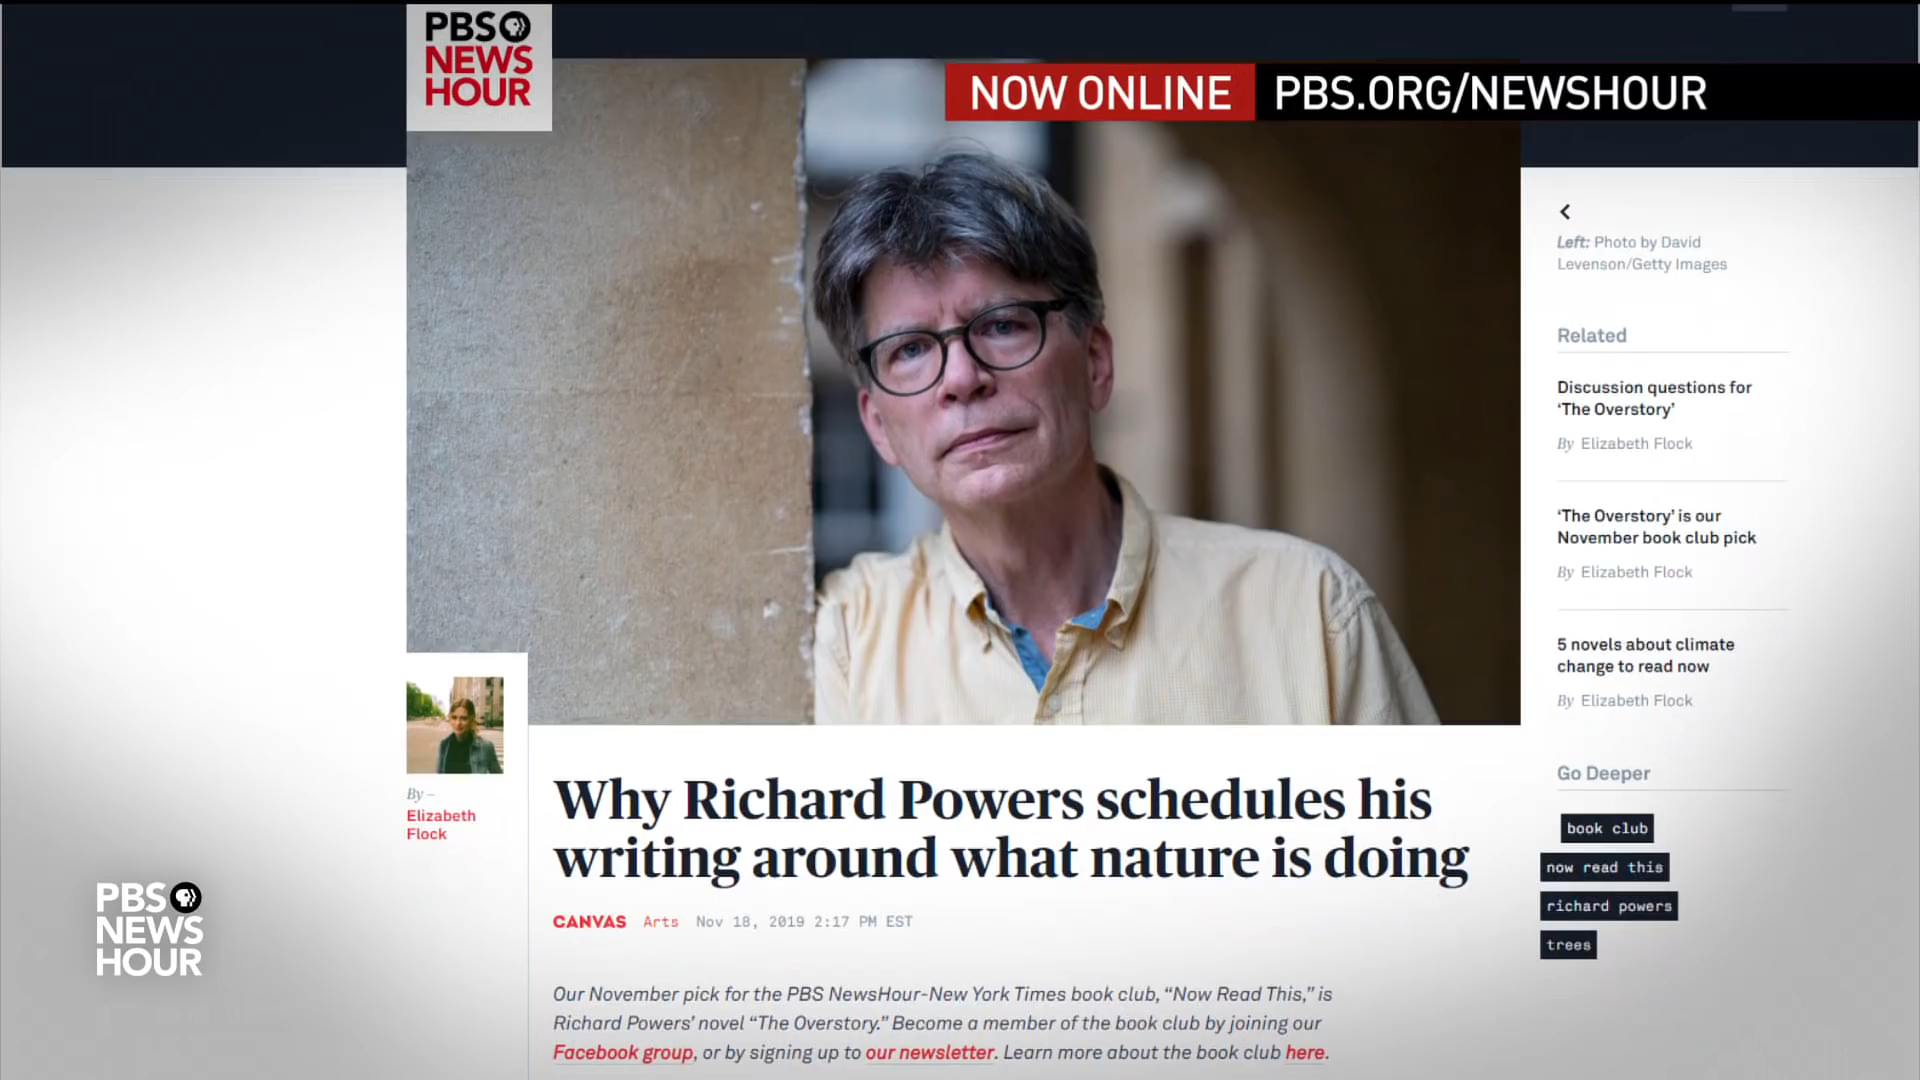 PBS
NEWS
HOUR
NOW ONLINE PBS.ORG/NEWSHOUR
Left: Photo by David
Levenson/Getty Images
Related
Discussion questions for
‘The Overstory’
By Elizabeth Flock
‘The Overstory’ is our
November book club pick
By Elizabeth Flock
5 novels about climate
change to read now
By Elizabeth Flock
Go Deeper
book club
now read this
richard powers
trees
By –
Elizabeth
Flock
Why Richard Powers schedules his
writing around what nature is doing
CANVAS Arts Nov 18, 2019 2:17 PM EST
Our November pick for the PBS NewsHour-New York Times book club, “Now Read This,” is
Richard Powers’ novel “The Overstory.” Become a member of the book club by joining our
Facebook group, or by signing up to our newsletter. Learn more about the book club here.
PBS
NEWS
HOUR